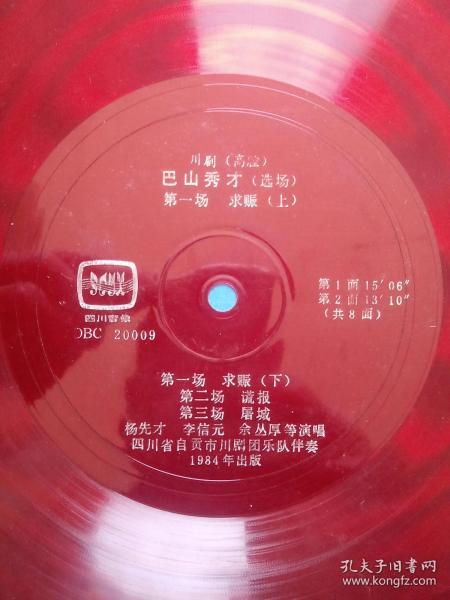 川剧（高腔）
巴山秀才（选场）
第一场 求赈（上）
第1面15′06″
第2面13′10″
（共8面）
四川音像
DBC 20009
第一场 求赈（下）
第二场 谎报
第三场 屠城
杨先才 李信元 余丛厚等演唱
四川省自贡市川剧团乐队伴奏
1984年出版
孔夫子旧书网
www.kongfz.com